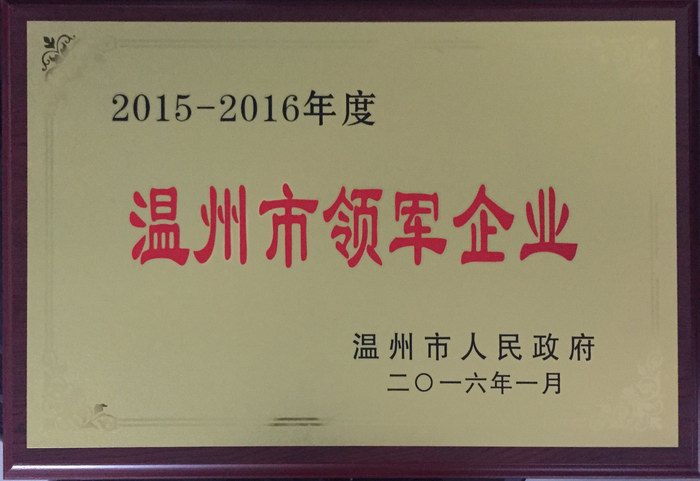 2015-2016年度
温州市领军企业
温州市人民政府
二〇一六年一月